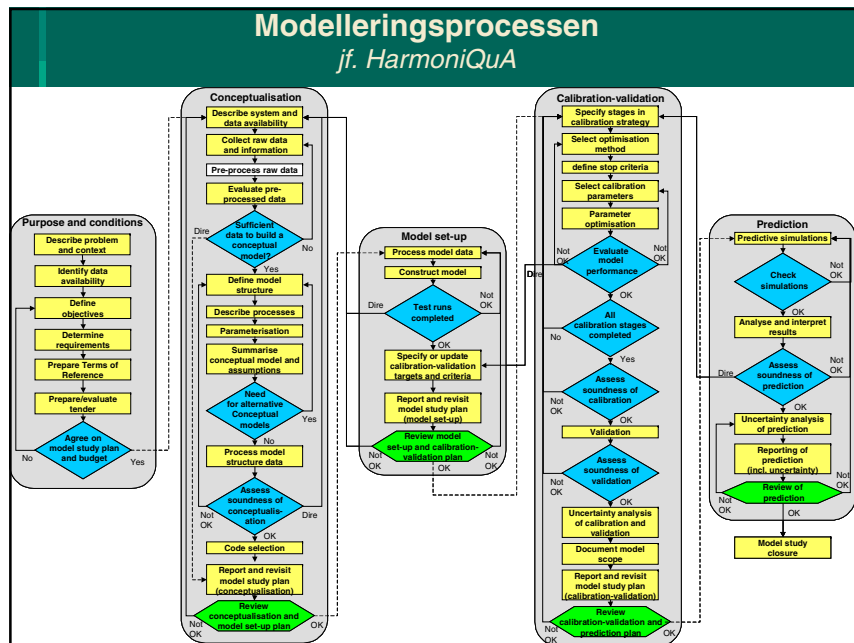 Modelleringsprocessen
jf. HarmoniQuA
Purpose and conditions
Describe problem
and context
Identify data
availability
Define
objectives
Determine
requirements
Prepare Terms of
Reference
Prepare/evaluate
tender
Agree on
model study plan
and budget
No
Yes
Conceptualisation
Describe system and
data availability
Collect raw data
and information
Pre-process raw data
Evaluate pre-
processed data
Sufficient
data to build a
conceptual
model?
Dire
No
Yes
Define model
structure
Describe processes
Parameterisation
Summarise
conceptual model and
assumptions
Need
for alternative
Conceptual
models
Yes
No
Process model
structure data
Assess
soundness of
conceptualis-
ation
Not
OK
Dire
OK
Code selection
Report and revisit
model study plan
(conceptualisation)
Review
conceptualisation and
model set-up plan
Not
OK
OK
Model set-up
Process model data
Construct model
Test runs
completed
Dire
Not
OK
OK
Specify or update
calibration-validation
targets and criteria
Report and revisit
model study plan
(model set-up)
Review model
set-up and calibration-
validation plan
Not
OK
Not
OK
OK
Calibration-validation
Specify stages in
calibration strategy
Select optimisation
method
define stop criteria
Select calibration
parameters
Parameter
optimisation
Evaluate
model
performance
Not
OK
Not
OK
Dire
OK
All
calibration stages
completed
No
Yes
Assess
soundness of
calibration
Not
OK
OK
Validation
Assess
soundness of
validation
Not
OK
OK
Uncertainty analysis
of calibration and
validation
Document model
scope
Report and revisit
model study plan
(calibration-validation)
Review
calibration-validation and
prediction plan
Not
OK
OK
Prediction
Predictive simulations
Check
simulations
Not
OK
OK
Analyse and interpret
results
Assess
soundness of
prediction
Dire
Not
OK
OK
Uncertainty analysis
of prediction
Reporting of
prediction
(incl. uncertainty)
Review of
prediction
Not
OK
Not
OK
OK
Model study
closure